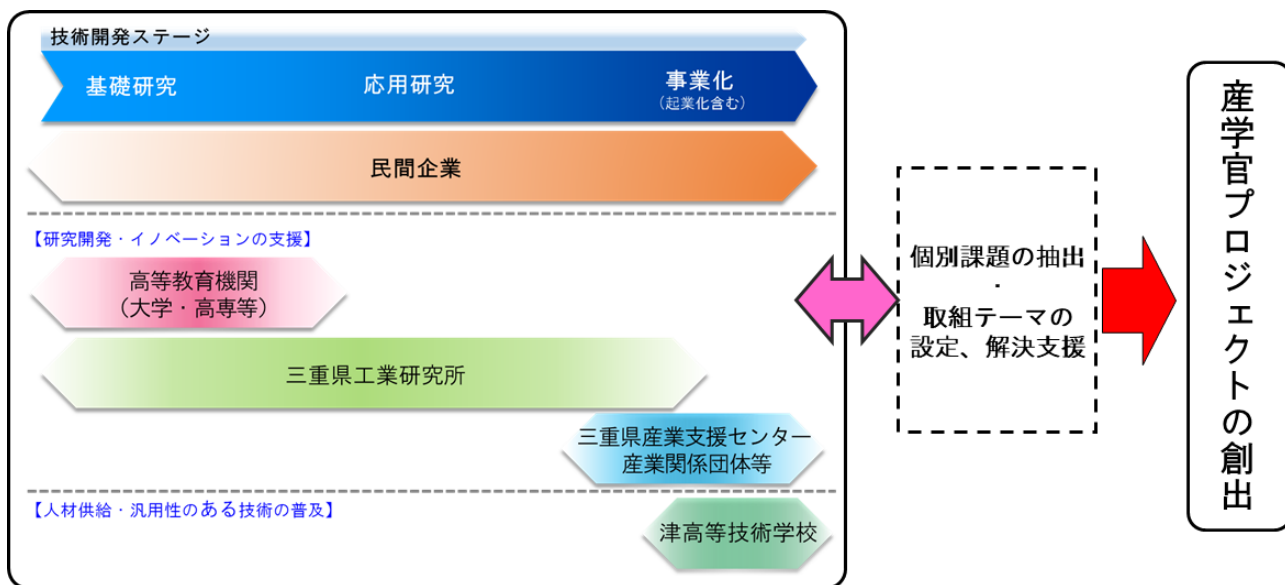 技術開発ステージ
基礎研究
応用研究
事業化
（起業化含む）
民間企業
【研究開発・イノベーションの支援】
高等教育機関
（大学・高専等）
三重県工業研究所
三重県産業支援センター
産業関係団体等
【人材供給・汎用性のある技術の普及】
津高等技術学校
個別課題の抽出
・
取組テーマの
設定、解決支援
産学官プロジェクトの創出